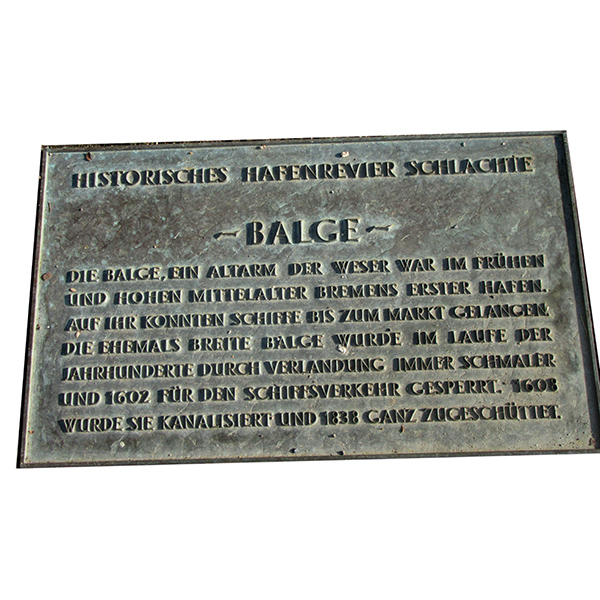 HISTORISCHES HAFENREVIER SCHLACHTE
~ BALGE ~
DIE BALGE, EIN ALTARM DER WESER WAR IM FRÜHEN
UND HOHEN MITTELALTER BREMENS ERSTER HAFEN.
AUF IHR KONNTEN SCHIFFE BIS ZUM MARKT GELANGEN.
DIE EHEMALS BREITE BALGE WURDE IM LAUFE DER
JAHRHUNDERTE DURCH VERLANDUNG IMMER SCHMALER
UND 1602 FÜR DEN SCHIFFSVERKEHR GESPERRT. 1608
WURDE SIE KANALISIERT UND 1838 GANZ ZUGESCHÜTTET.